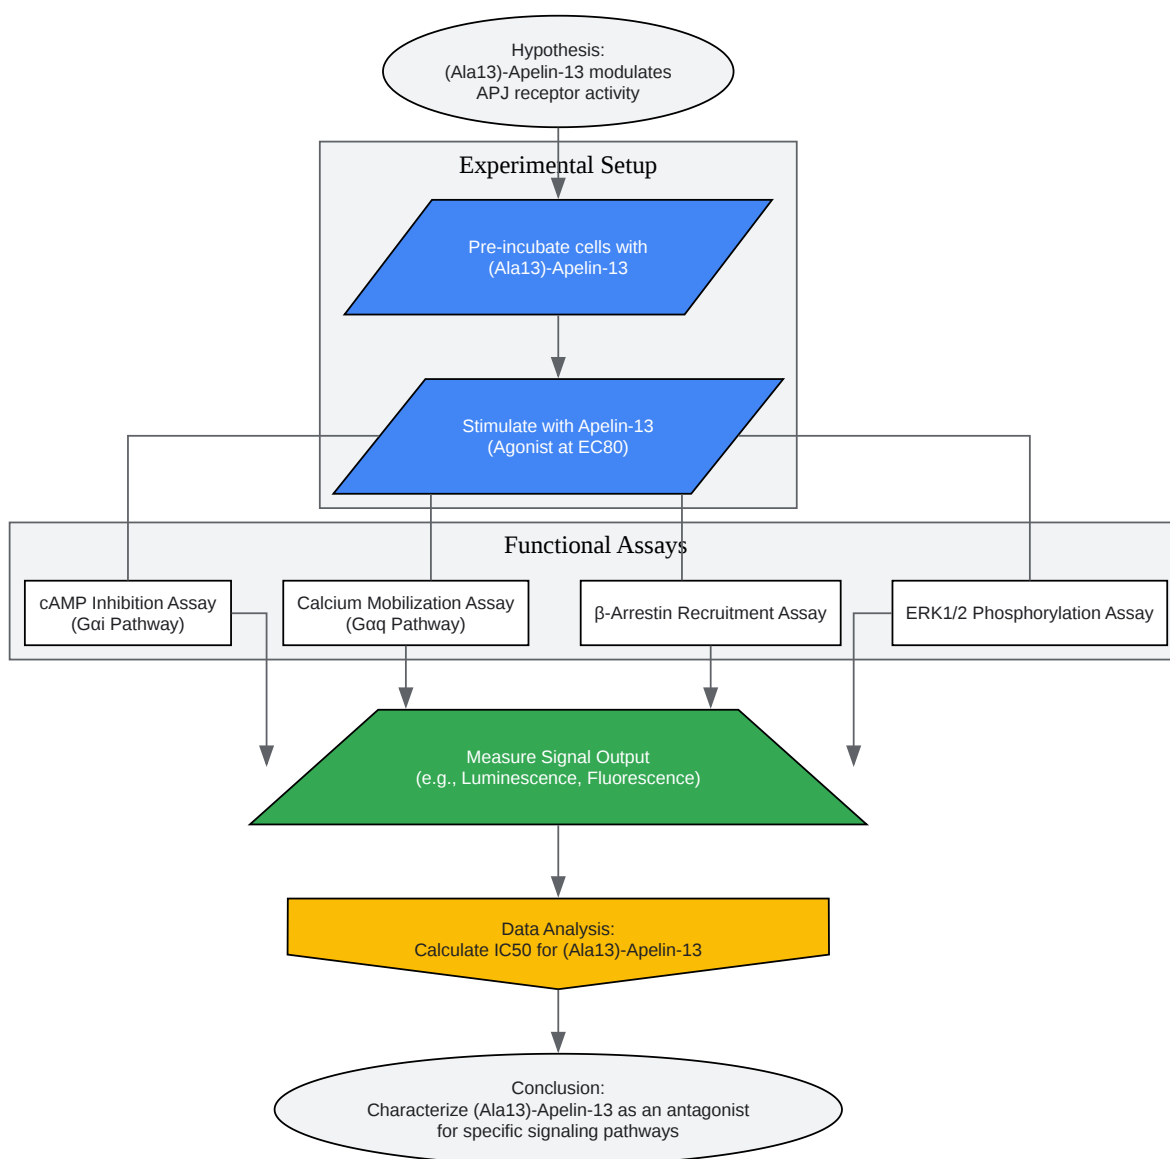 Hypothesis:
(Ala13)-Apelin-13 modulates
APJ receptor activity
Experimental Setup
Pre-incubate cells with
(Ala13)-Apelin-13
Stimulate with Apelin-13
(Agonist at EC80)
Functional Assays
cAMP Inhibition Assay
(Gαi Pathway)
Calcium Mobilization Assay
(Gαq Pathway)
β-Arrestin Recruitment Assay
ERK1/2 Phosphorylation Assay
Measure Signal Output
(e.g., Luminescence, Fluorescence)
Data Analysis:
Calculate IC50 for (Ala13)-Apelin-13
Conclusion:
Characterize (Ala13)-Apelin-13 as an antagonist
for specific signaling pathways